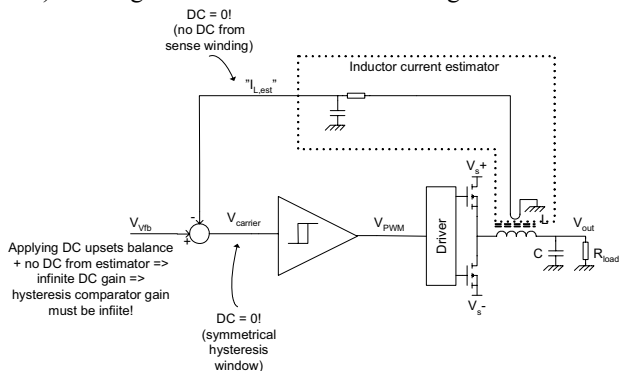 DC = 0!
(no DC from
sense winding)
Inductor current estimator
"I_L,est"
V_s+
L
V_Vfb
-
+
V_carrier
V_PWM
Driver
V_out
C
R_load
V_s-
Applying DC upsets balance
+ no DC from estimator =>
infinite DC gain =>
hysteresis comparator gain
must be infiite!
DC = 0!
(symmetrical
hysteresis
window)